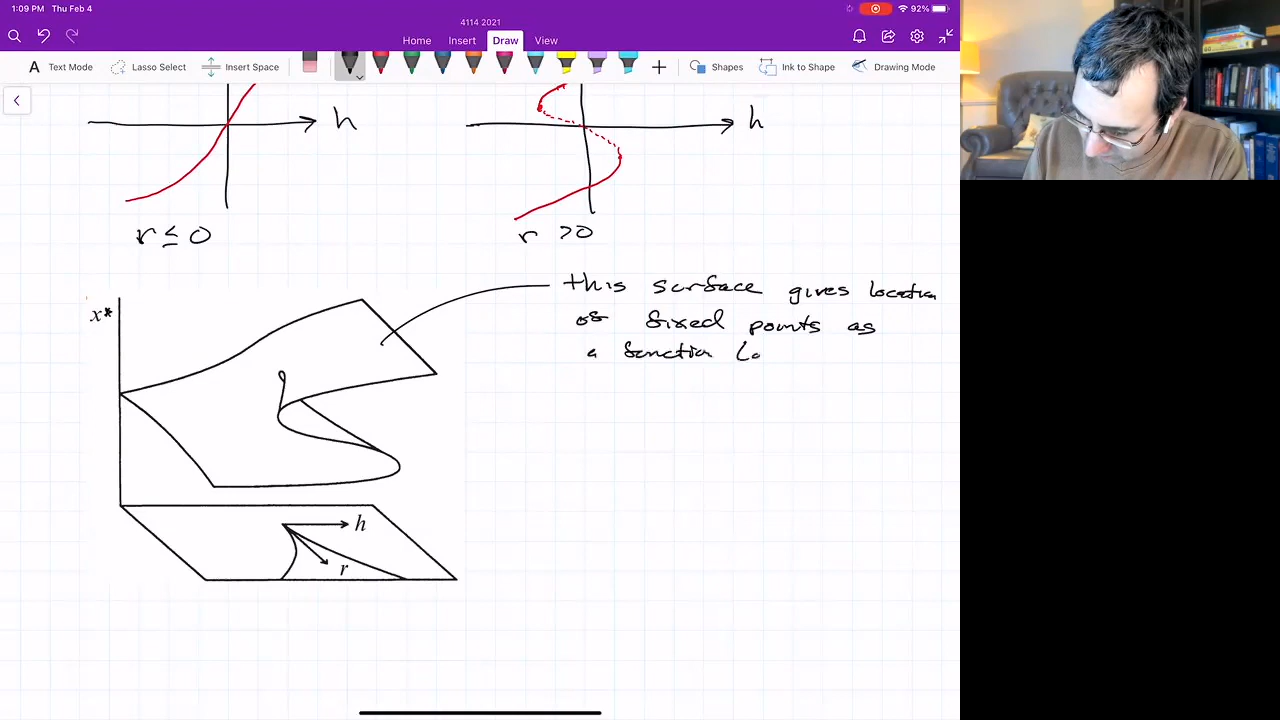 1:09 PM Thu Feb 4
92%
4114 2021
Home Insert Draw View
Text Mode Lasso Select Insert Space Shapes Ink to Shape Drawing Mode
h
h
r ≤ 0
r > 0
this surface gives location
of fixed points as
a function (o
x*
h
r